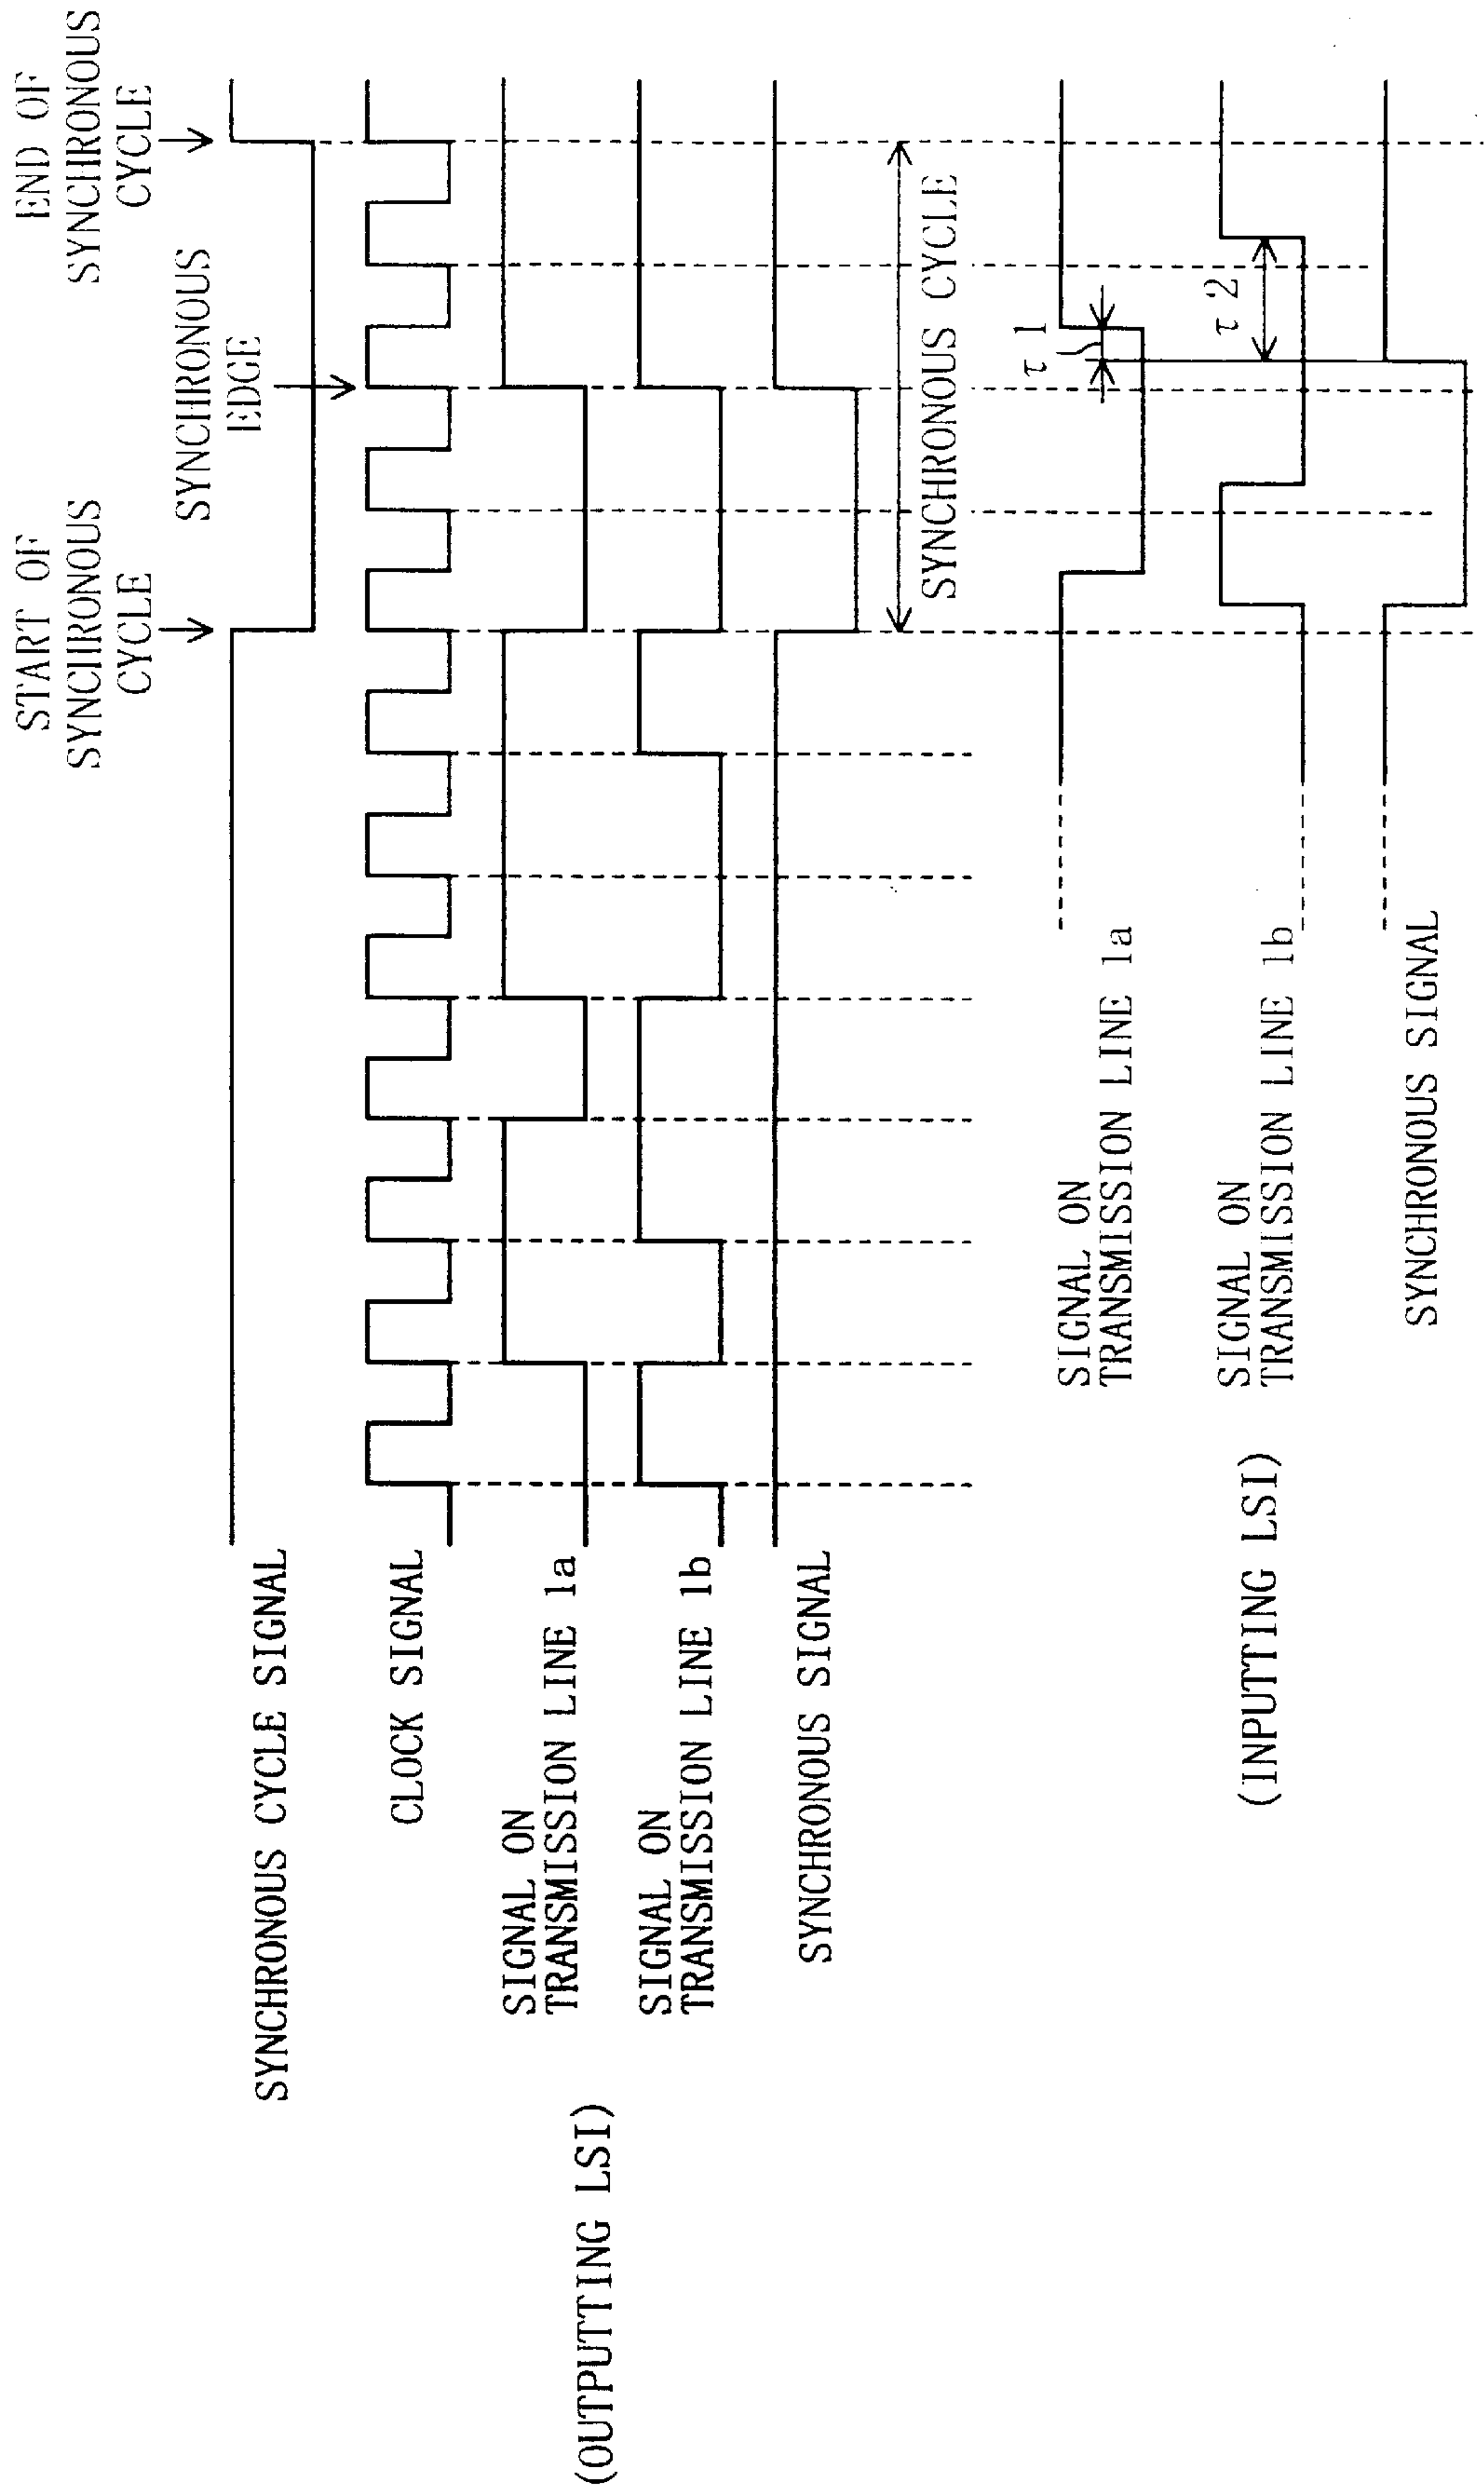 START OF
SYNCHRONOUS
CYCLE
END OF
SYNCHRONOUS
CYCLE
SYNCHRONOUS
EDGE
SYNCHRONOUS CYCLE SIGNAL
CLOCK SIGNAL
(OUTPUTTING LSI)
SIGNAL ON
TRANSMISSION LINE 1a
SIGNAL ON
TRANSMISSION LINE 1b
SYNCHRONOUS SIGNAL
SYNCHRONOUS CYCLE
τ 1
SIGNAL ON
TRANSMISSION LINE 1a
τ 2
(INPUTTING LSI)
SIGNAL ON
TRANSMISSION LINE 1b
SYNCHRONOUS SIGNAL